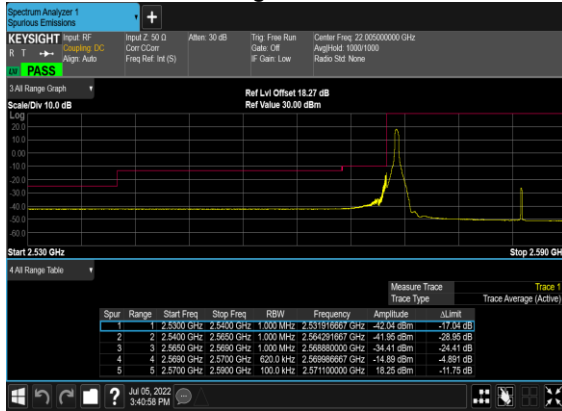 Spectrum Analyzer 1
Spurious Emissions
+
KEYSIGHT Input: RF Input Z: 50 Ω Atten: 30 dB Trig: Free Run Center Freq: 22.005000000 GHz
R T Coupling: DC Corr CCorr Gate: Off Avg|Hold: 1000/1000
Align: Auto Freq Ref: Int (S) IF Gain: Low Radio Std: None
PASS
3 All Range Graph
Ref Lvl Offset 18.27 dB
Scale/Div 10.0 dB Ref Value 30.00 dBm
Log
20.0
10.0
0.00
-10.0
-20.0
-30.0
-40.0
-50.0
-60.0
Start 2.530 GHz Stop 2.590 GH
4 All Range Table
Measure Trace Trace 1
Trace Type Trace Average (Active)
Spur Range Start Freq Stop Freq RBW Frequency Amplitude ΔLimit
1 1 2.5300 GHz 2.5400 GHz 1.000 MHz 2.531916667 GHz -42.04 dBm -17.04 dB
2 2 2.5400 GHz 2.5650 GHz 1.000 MHz 2.564291667 GHz -41.95 dBm -28.95 dB
3 3 2.5650 GHz 2.5690 GHz 1.000 MHz 2.568880000 GHz -34.41 dBm -24.41 dB
4 4 2.5690 GHz 2.5700 GHz 620.0 kHz 2.569986667 GHz -14.89 dBm -4.891 dB
5 5 2.5700 GHz 2.5900 GHz 100.0 kHz 2.571100000 GHz 18.25 dBm -11.75 dB
? Jul 05, 2022
3:40:58 PM